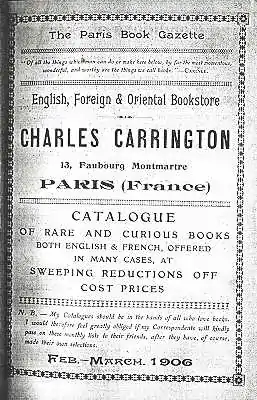 The Paris Book Gazette
"Of all the things which man can do or make here below, by far the most momentous,
wonderful, and worthy are the things we call books."—CARLYLE.
English, Foreign & Oriental Bookstore
CHARLES CARRINGTON
13, Faubourg Montmartre
PARIS (France)
CATALOGUE
OF RARE AND CURIOUS BOOKS
BOTH ENGLISH & FRENCH, OFFERED
IN MANY CASES, AT
SWEEPING REDUCTIONS OFF
COST PRICES
N. B. — My Catalogues should be in the hands of all who love books.
I would therefore feel greatly obliged if my Correspondents will kindly
pass on these monthly lists to their friends, after they have, of course,
made their own selections.
FEB.-MARCH, 1906